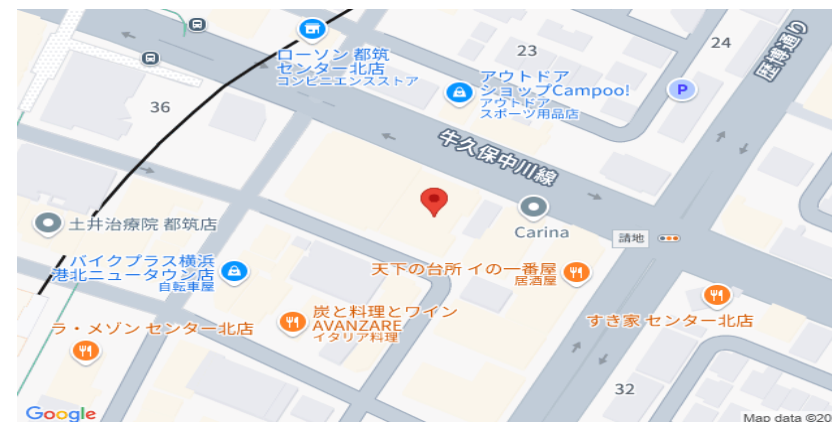 ローソン 都筑
センター北店
コンビニエンスストア
23
24
歴博通り
アウトドア
ショップCampoo!
アウトドア
スポーツ用品店
P
36
牛久保中川線
土井治療院 都筑店
Carina
請地
バイクプラス横浜
港北ニュータウン店
自転車屋
天下の台所 イの一番屋
居酒屋
炭と料理とワイン
AVANZARE
イタリア料理
すき家 センター北店
ラ・メゾン センター北店
32
Google
Map data ©20